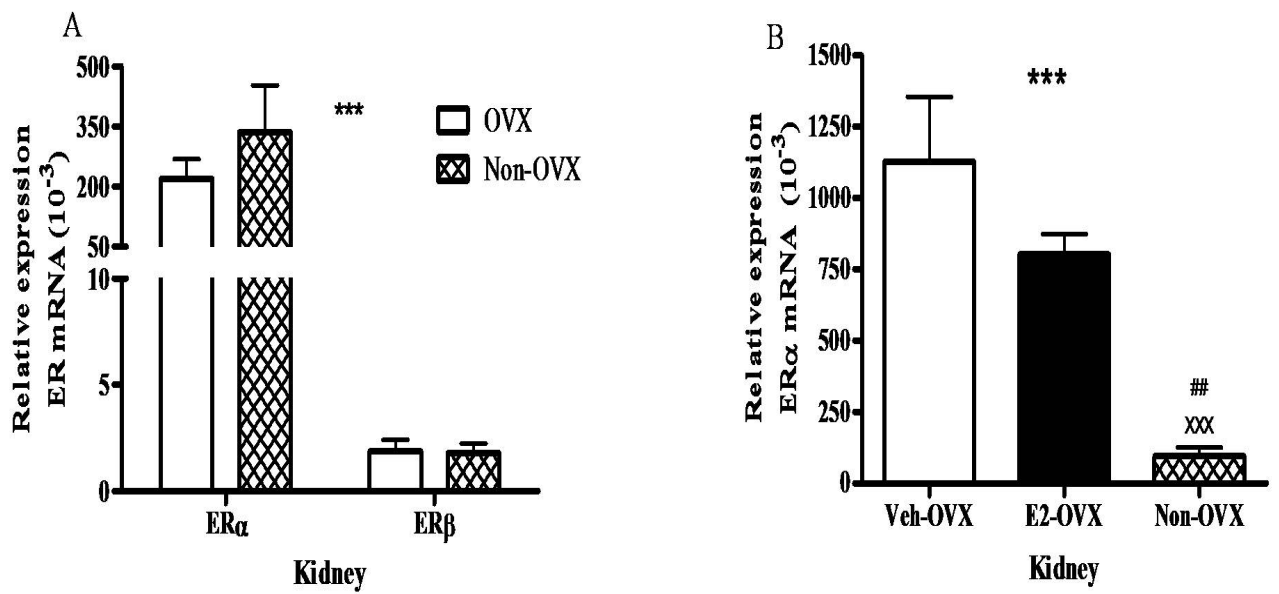 A
Relative expression
ER mRNA (10⁻³)
500
350
200
50
10
5
0
***
OVX
Non-OVX
ERα
ERβ
Kidney
B
Relative expression
ERα mRNA (10⁻³)
1500
1250
1000
750
500
250
0
***
##
XXX
Veh-OVX
E2-OVX
Non-OVX
Kidney